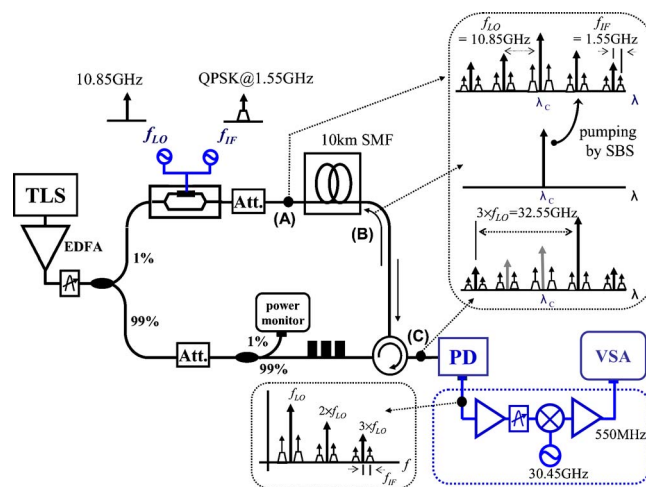 f_LO
= 10.85GHz
f_IF
= 1.55GHz
λ_C
λ
pumping
by SBS
λ_C
λ
3×f_LO=32.55GHz
λ_C
λ
10.85GHz
QPSK@1.55GHz
f_LO
f_IF
10km SMF
TLS
EDFA
Att.
(A)
(B)
1%
99%
power
monitor
1%
Att.
99%
(C)
PD
VSA
550MHz
30.45GHz
f_LO
2×f_LO
3×f_LO
f
f_IF